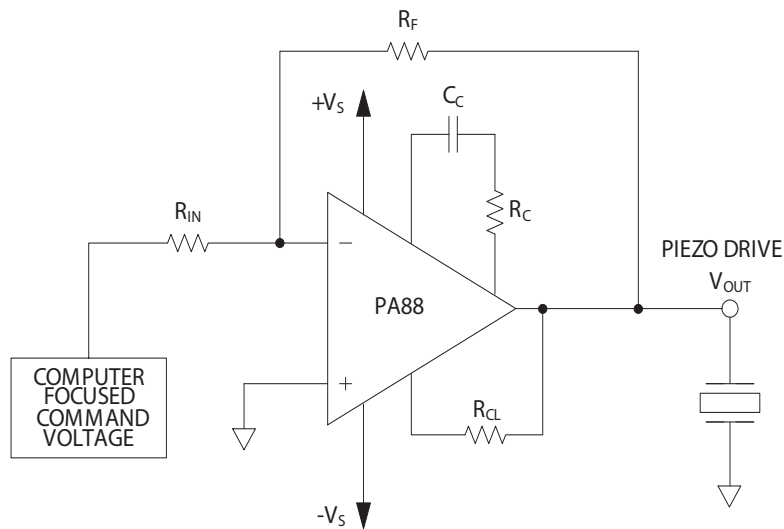 R_F
+V_S
C_C
R_IN
R_C
PIEZO DRIVE
V_OUT
PA88
COMPUTER
FOCUSED
COMMAND
VOLTAGE
R_CL
-V_S